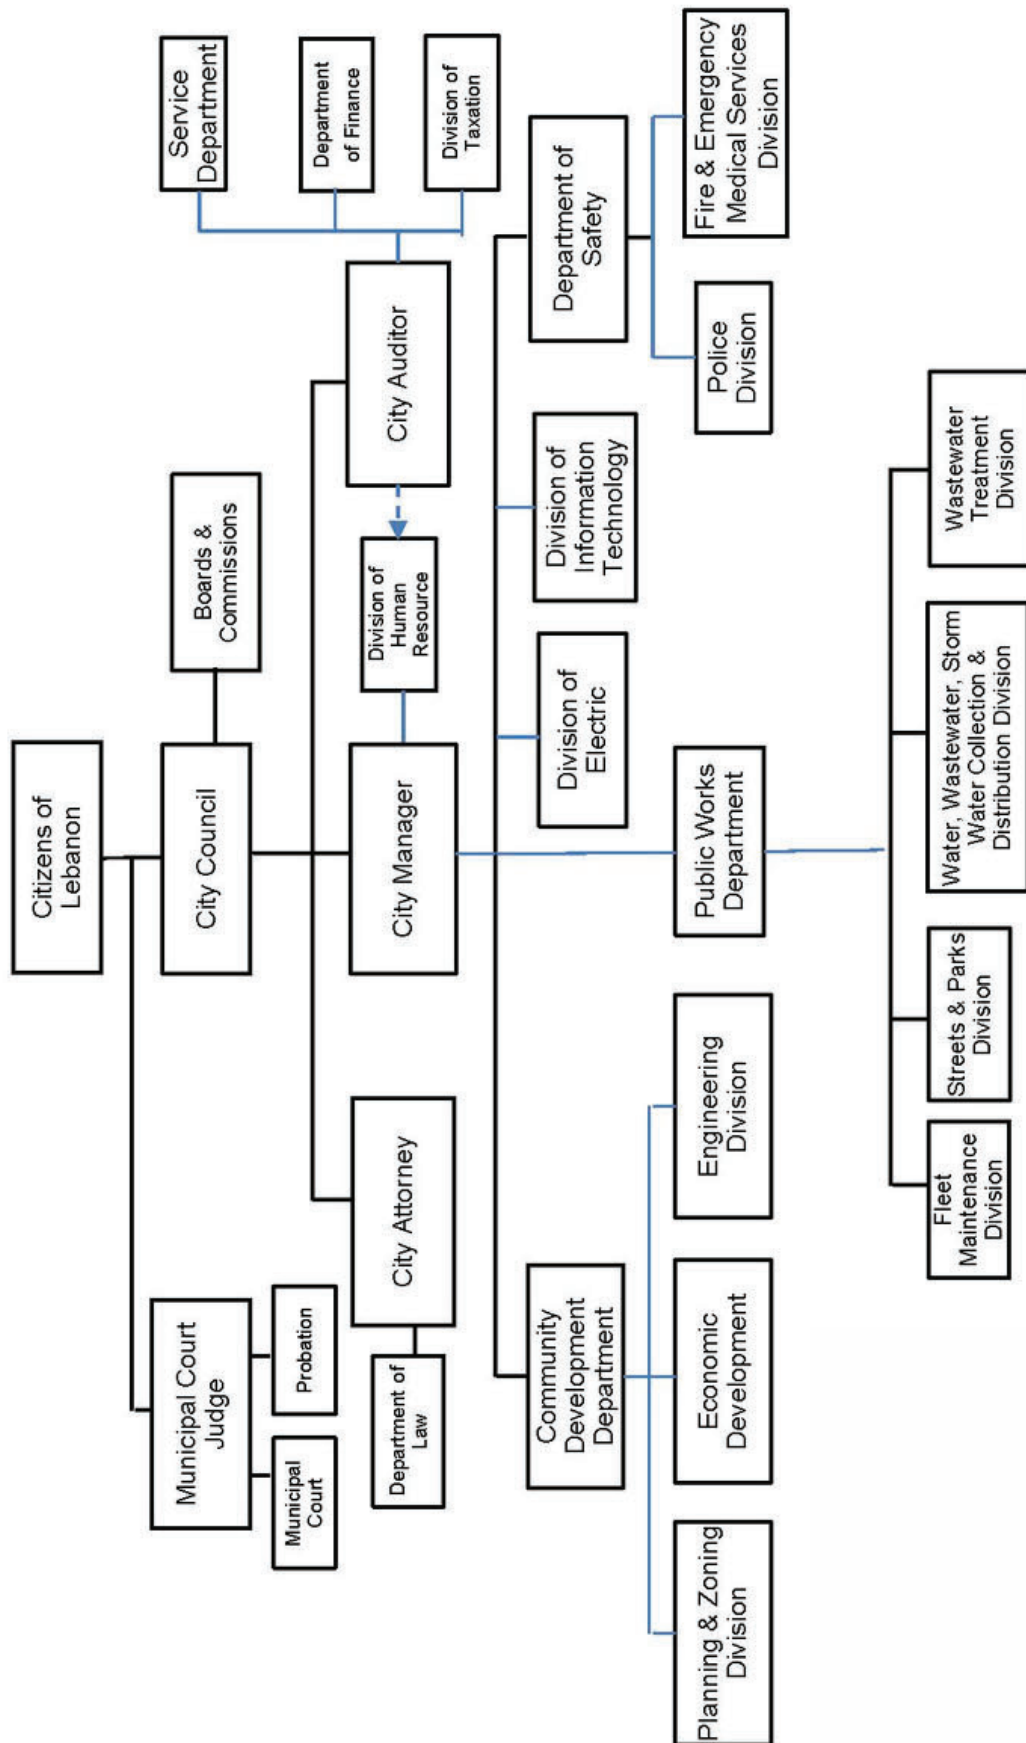 Citizens of
Lebanon
Municipal Court
Judge
City Council
Boards &
Commissions
Service
Department
Municipal
Court
Probation
Department
of Finance
Division of
Taxation
Department of
Law
City Attorney
City Manager
Division of
Human
Resource
City Auditor
Community
Development
Department
Division of
Electric
Division of
Information
Technology
Department of
Safety
Planning & Zoning
Division
Economic
Development
Engineering
Division
Public Works
Department
Police
Division
Fire & Emergency
Medical Services
Division
Fleet
Maintenance
Division
Streets & Parks
Division
Water, Wastewater, Storm
Water Collection &
Distribution Division
Wastewater
Treatment
Division